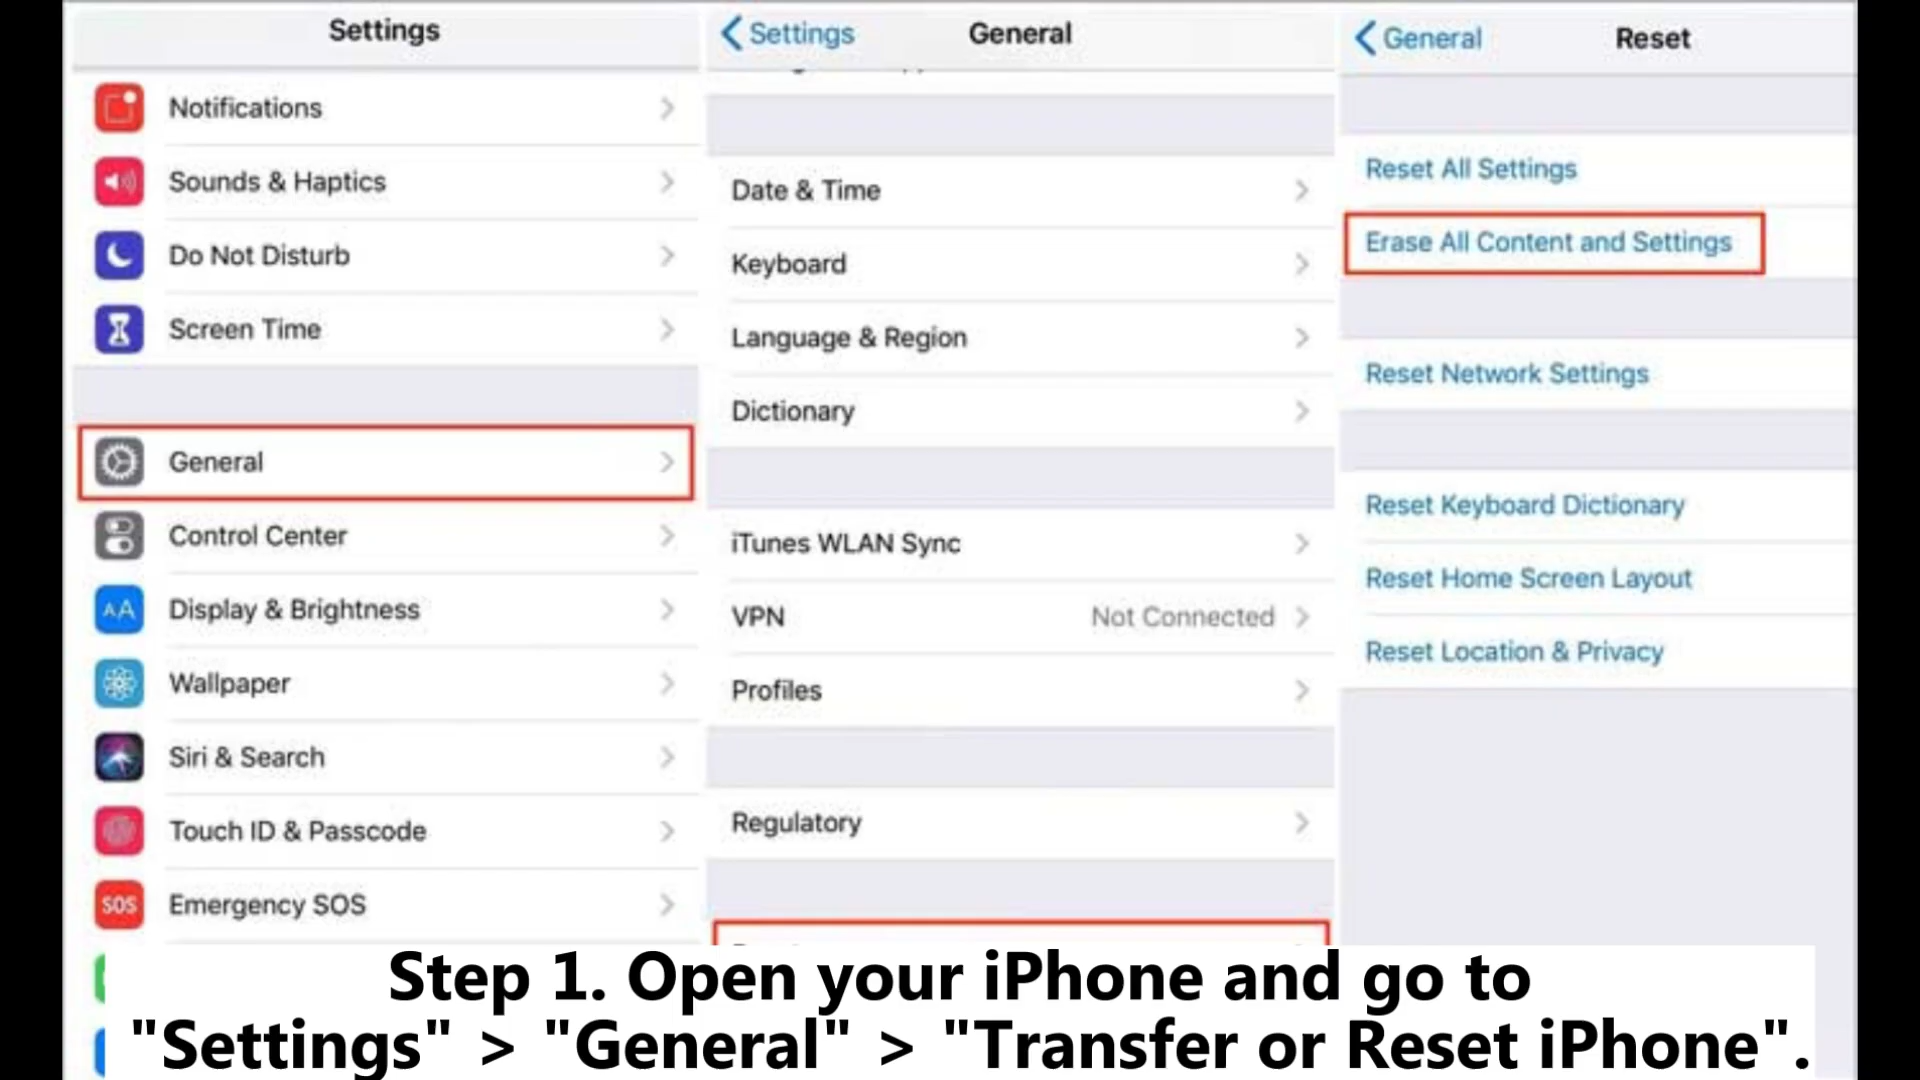 Settings
Notifications
Sounds & Haptics
Do Not Disturb
Screen Time
General
Control Center
AA Display & Brightness
Wallpaper
Siri & Search
Touch ID & Passcode
SOS Emergency SOS
Settings General
Date & Time
Keyboard
Language & Region
Dictionary
iTunes WLAN Sync
VPN Not Connected
Profiles
Regulatory
General Reset
Reset All Settings
Erase All Content and Settings
Reset Network Settings
Reset Keyboard Dictionary
Reset Home Screen Layout
Reset Location & Privacy
Step 1. Open your iPhone and go to
"Settings" > "General" > "Transfer or Reset iPhone".